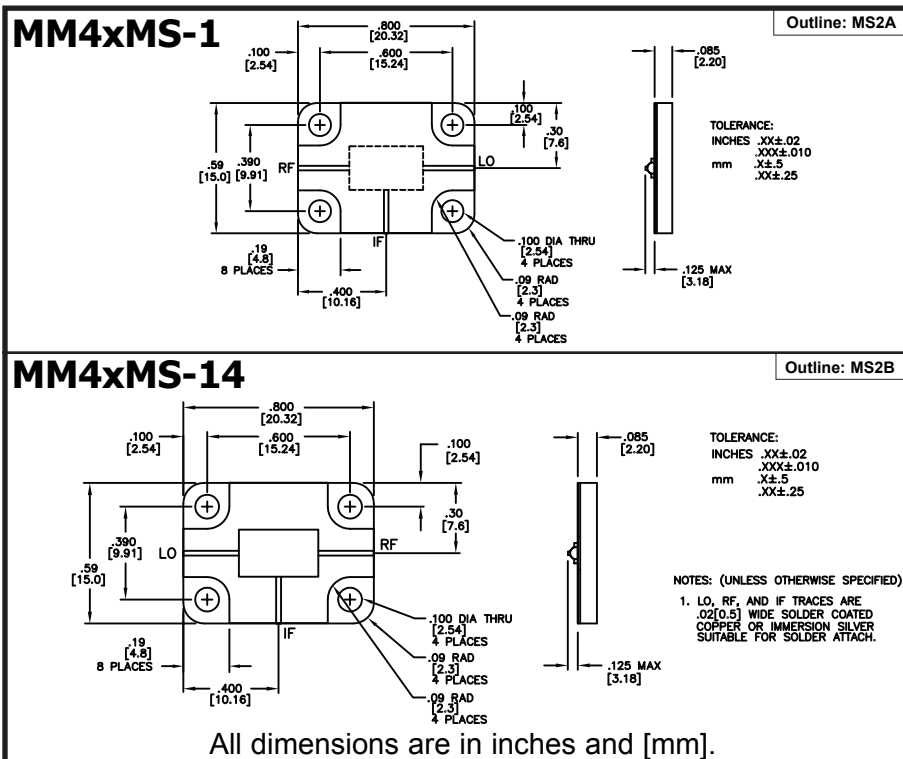 MM4xMS-1
Outline: MS2A
.800
[20.32]
.100
[2.54]
.600
[15.24]
.085
[2.20]
.100
[2.54]
.30
[7.6]
TOLERANCE:
INCHES .XX±.02
.XXX±.010
mm .X±.5
.XX±.25
.59
[15.0]
.390
[9.91]
RF
LO
IF
.19
[4.8]
8 PLACES
.400
[10.16]
.100 DIA THRU
[2.54]
4 PLACES
.09 RAD
[2.3]
4 PLACES
.09 RAD
[2.3]
4 PLACES
.125 MAX
[3.18]
MM4xMS-14
Outline: MS2B
.800
[20.32]
.100
[2.54]
.600
[15.24]
.100
[2.54]
.085
[2.20]
TOLERANCE:
INCHES .XX±.02
.XXX±.010
mm .X±.5
.XX±.25
.30
[7.6]
.59
[15.0]
.390
[9.91]
LO
RF
IF
.19
[4.8]
8 PLACES
.400
[10.16]
.100 DIA THRU
[2.54]
4 PLACES
.09 RAD
[2.3]
4 PLACES
.09 RAD
[2.3]
4 PLACES
.125 MAX
[3.18]
NOTES: (UNLESS OTHERWISE SPECIFIED)
1. LO, RF, AND IF TRACES ARE
.02[0.5] WIDE SOLDER COATED
COPPER OR IMMERSION SILVER
SUITABLE FOR SOLDER ATTACH.
All dimensions are in inches and [mm].